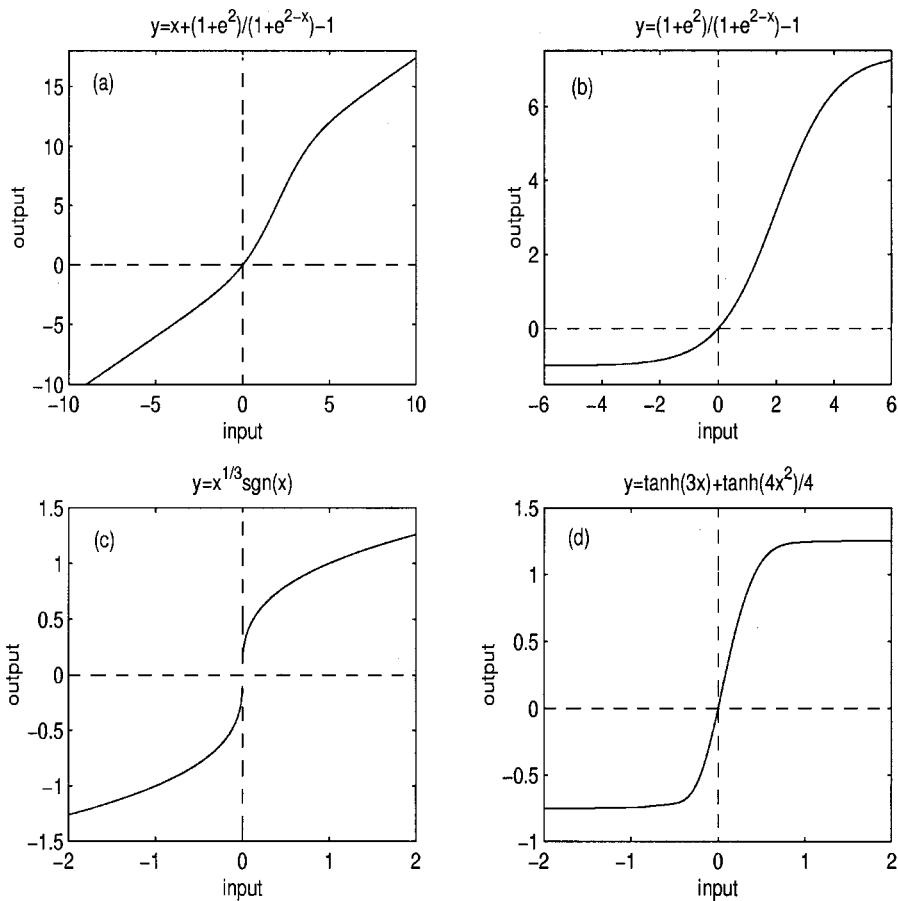 y=x+(1+e^2)/(1+e^{2−x})−1
(a)
output
15
10
5
0
−5
−10
−10 −5 0 5 10
input
y=(1+e^2)/(1+e^{2−x})−1
(b)
output
6
4
2
0
−6 −4 −2 0 2 4 6
input
y=x^{1/3}sgn(x)
(c)
output
1.5
1
0.5
0
−0.5
−1
−1.5
−2 −1 0 1 2
input
y=tanh(3x)+tanh(4x^2)/4
(d)
output
1.5
1
0.5
0
−0.5
−1
−2 −1 0 1 2
input